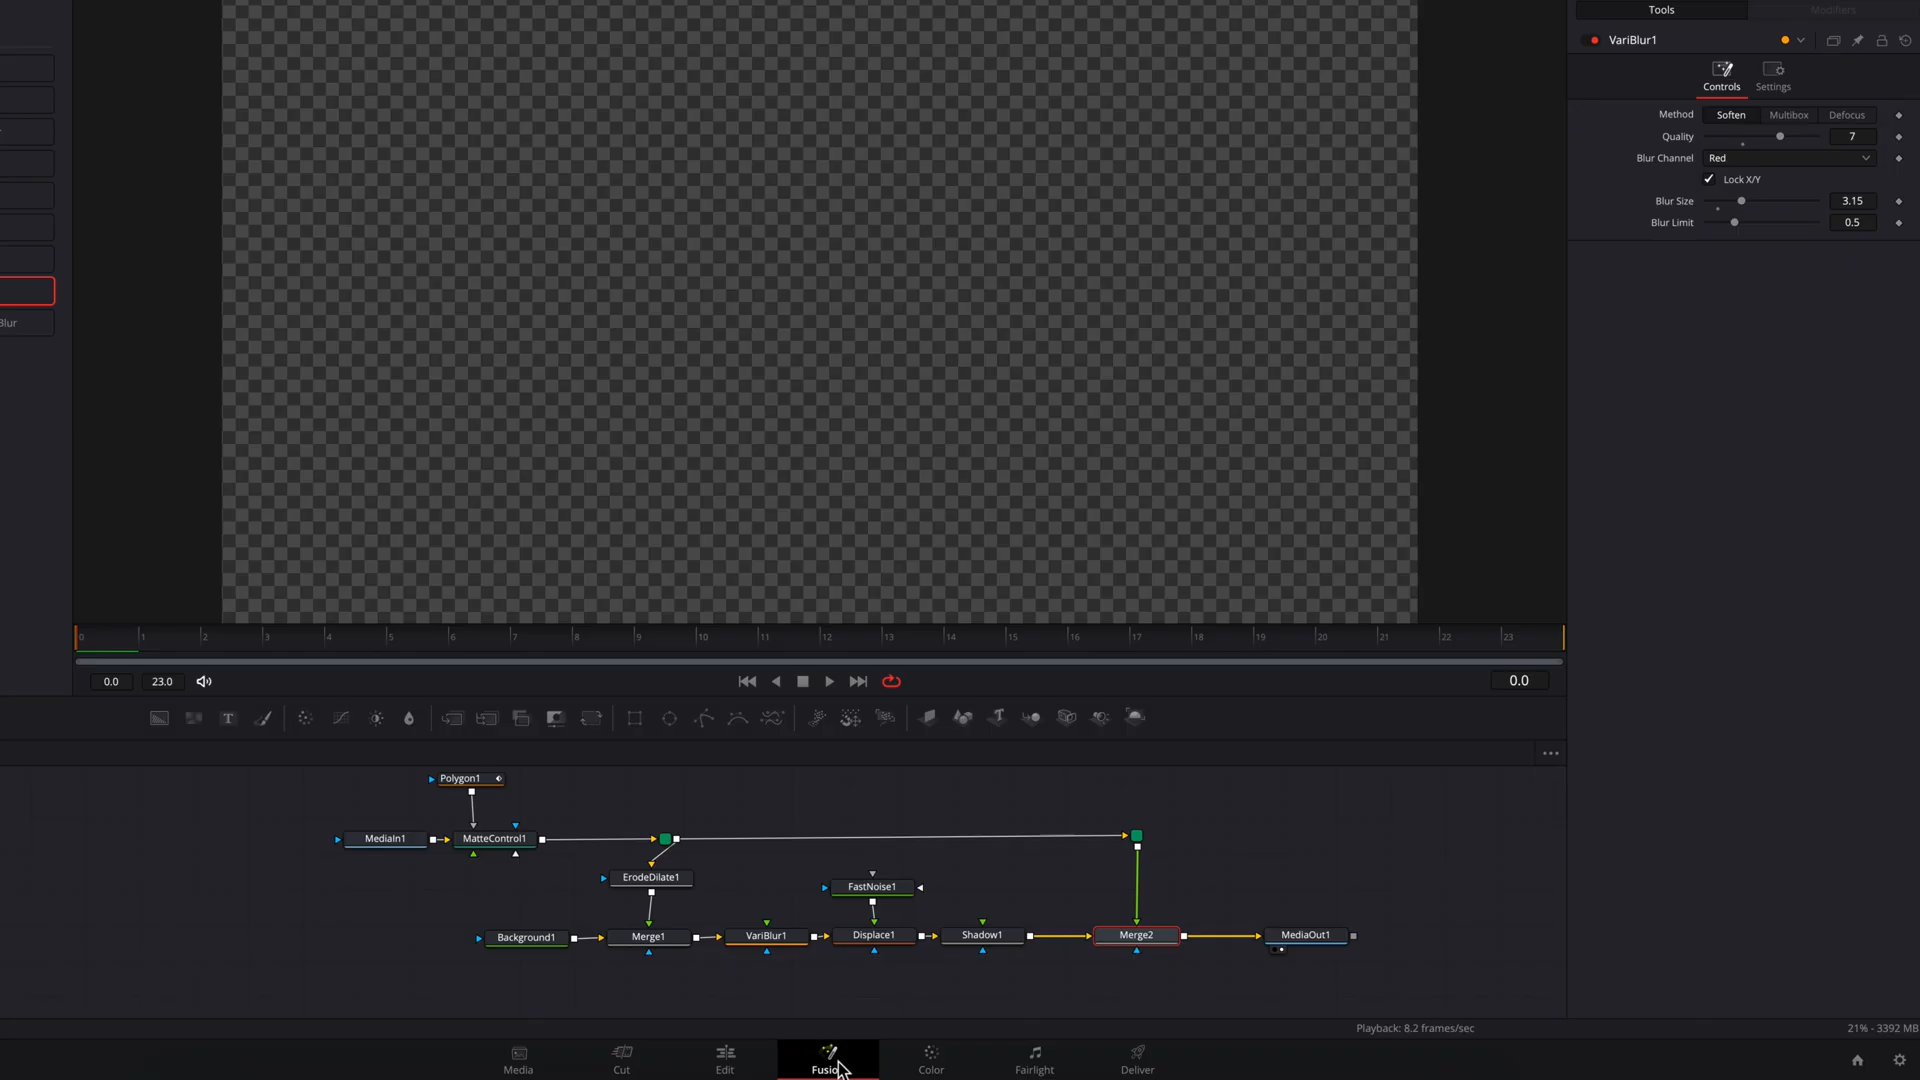 Tools
Modifiers
VariBlur1
Controls
Settings
Method
Soften
Multibox
Defocus
Quality
7
Blur Channel
Red
Lock X/Y
Blur Size
3.15
Blur Limit
0.5
Blur
0 1 2 3 4 5 6 7 8 9 10 11 12 13 14 15 16 17 18 19 20 21 22 23
0.0
23.0
0.0
T
T
Polygon1
MediaIn1
MatteControl1
ErodeDilate1
FastNoise1
Background1
Merge1
VariBlur1
Displace1
Shadow1
Merge2
MediaOut1
Playback: 8.2 frames/sec
21% - 3392 MB
Media
Cut
Edit
Fusio
Color
Fairlight
Deliver